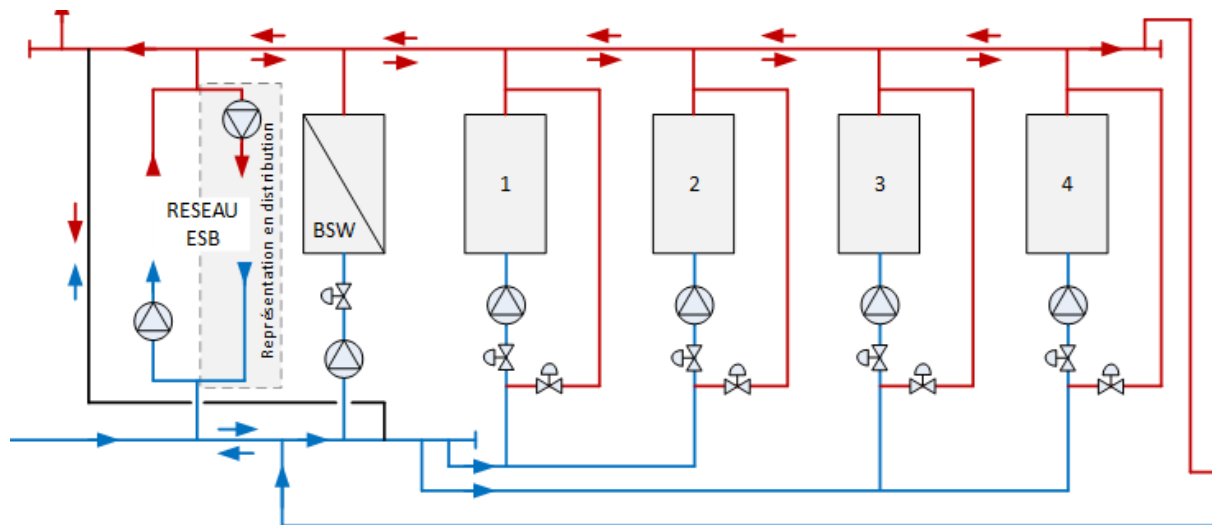 RESEAU
ESB
Représentation en distribution
BSW
1
2
3
4